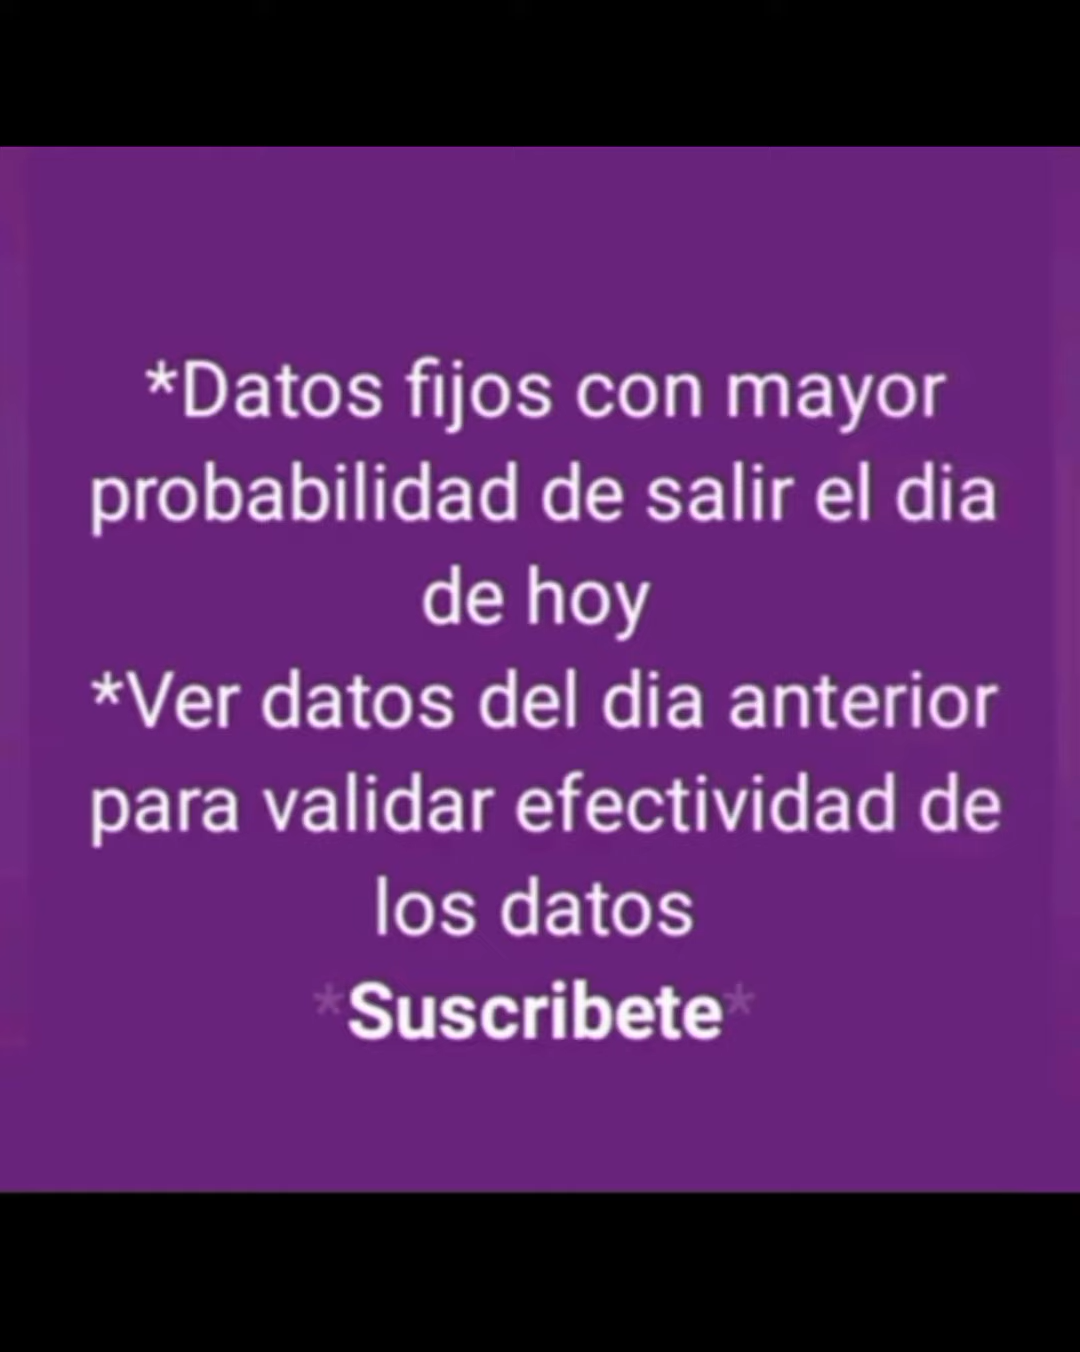 *Datos fijos con mayor
probabilidad de salir el dia
de hoy
*Ver datos del dia anterior
para validar efectividad de
los datos
*Suscribete*